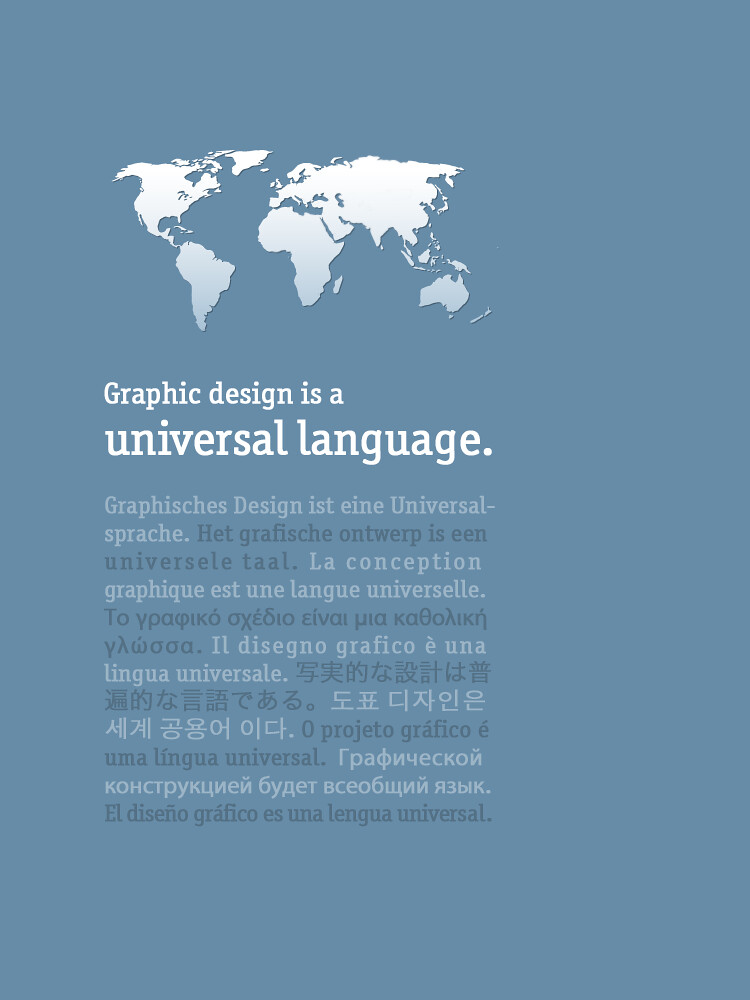 Graphic design is a
universal language.
Graphisches Design ist eine Universal-
sprache. Het grafische ontwerp is een
universele taal. La conception
graphique est une langue universelle.
Το γραφικό σχέδιο είναι μια καθολική
γλώσσα. Il disegno grafico è una
lingua universale. 写実的な設計は普
遍的な言語である。도표 디자인은
세계 공용어 이다. O projeto gráfico é
uma língua universal. Графической
конструкцией будет всеобщий язык.
El diseño gráfico es una lengua universal.